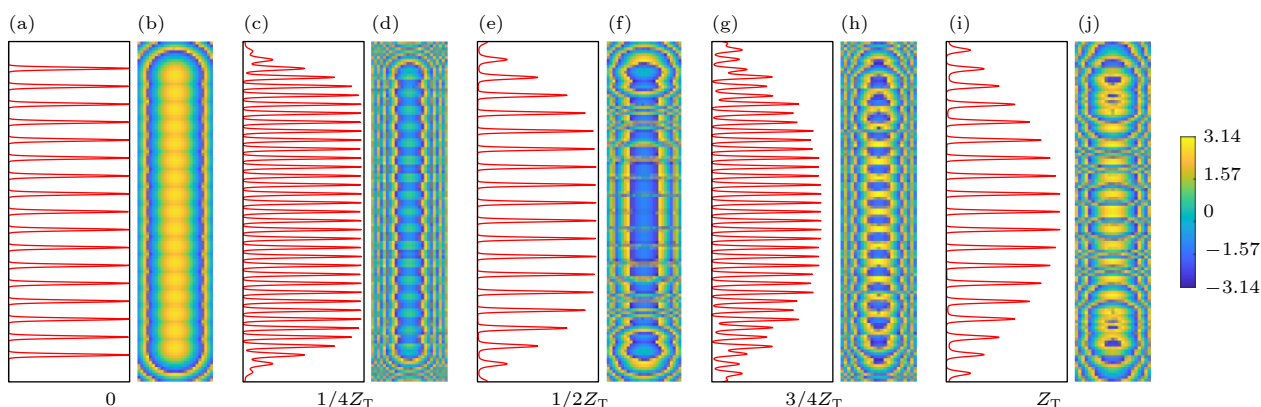 (a) (b) (c) (d) (e) (f) (g) (h) (i) (j)
3.14
1.57
0
−1.57
−3.14
0 1/4Z_T 1/2Z_T 3/4Z_T Z_T